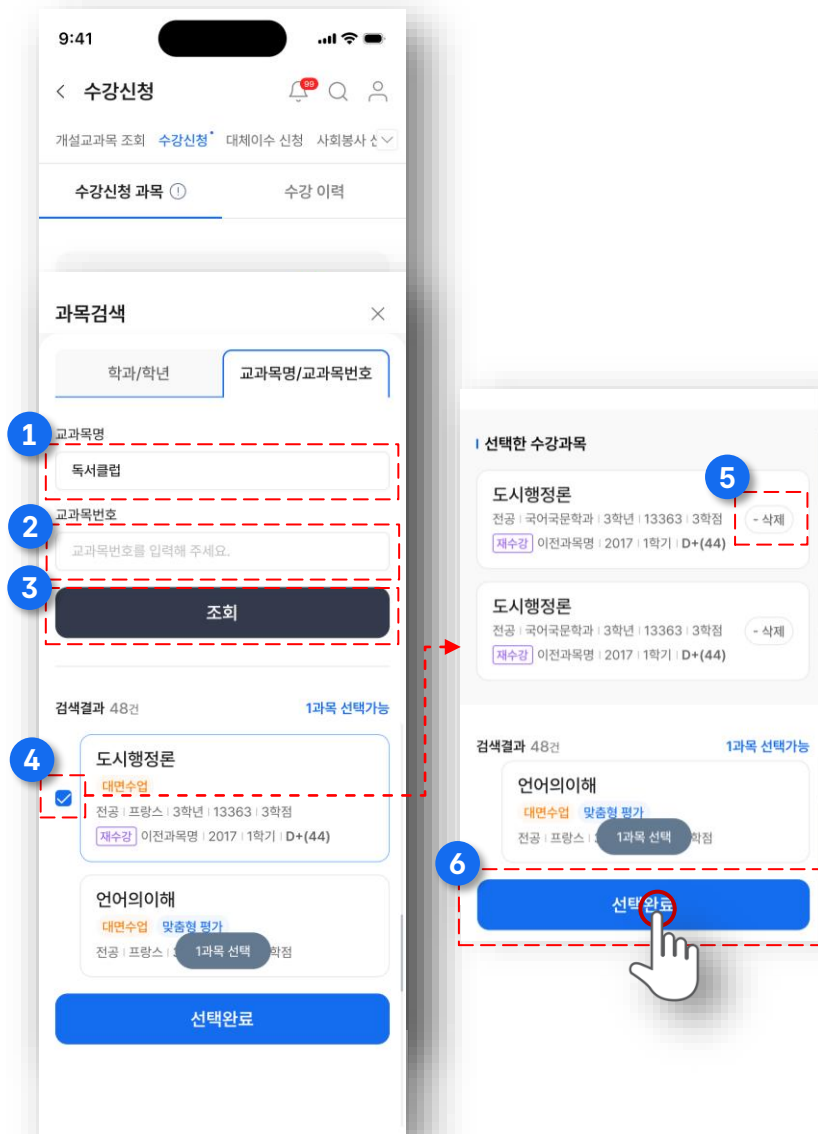 9:41
수강신청
99
개설교과목 조회 수강신청 대체이수 신청 사회봉사
수강신청 과목
수강 이력
과목검색
학과/학년
교과목명/교과목번호
1
교과목명
독서클럽
2
교과목번호
교과목번호를 입력해 주세요.
3
조회
검색결과 48건
1과목 선택가능
4
도시행정론
대면수업
전공 | 프랑스 | 3학년 | 13363 | 3학점
재수강 이전과목명 | 2017 | 1학기 | D+(44)
언어의이해
대면수업 맞춤형 평가
전공 | 프랑스 |
1과목 선택
학점
선택완료
선택한 수강과목
5
도시행정론
전공 | 국어국문학과 | 3학년 | 13363 | 3학점
- 삭제
재수강 이전과목명 | 2017 | 1학기 | D+(44)
도시행정론
전공 | 국어국문학과 | 3학년 | 13363 | 3학점
- 삭제
재수강 이전과목명 | 2017 | 1학기 | D+(44)
검색결과 48건
1과목 선택가능
언어의이해
대면수업 맞춤형 평가
전공 | 프랑스 |
1과목 선택
학점
6
선택완료